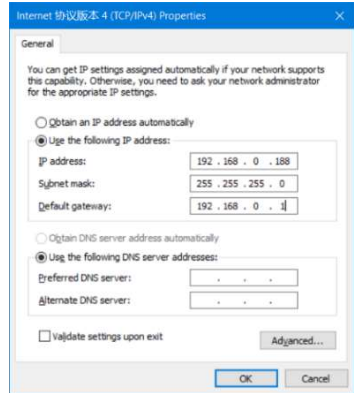 Internet 协议版本 4 (TCP/IPv4) Properties
General
You can get IP settings assigned automatically if your network supports
this capability. Otherwise, you need to ask your network administrator
for the appropriate IP settings.
Obtain an IP address automatically
Use the following IP address:
IP address: 192 . 168 . 0 . 188
Subnet mask: 255 . 255 . 255 . 0
Default gateway: 192 . 168 . 0 . 1
Obtain DNS server address automatically
Use the following DNS server addresses:
Preferred DNS server: . . .
Alternate DNS server: . . .
Validate settings upon exit
Advanced...
OK Cancel